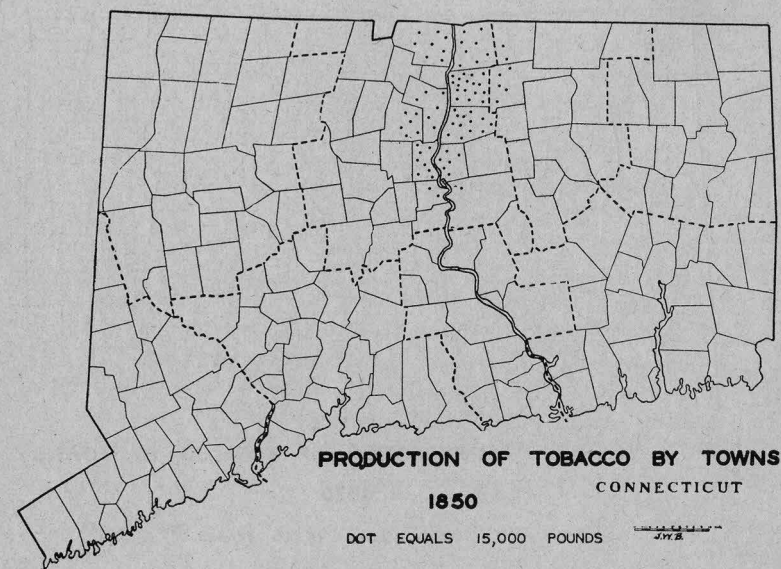 PRODUCTION OF TOBACCO BY TOWNS
CONNECTICUT
1850
DOT EQUALS 15,000 POUNDS
J.W.B.